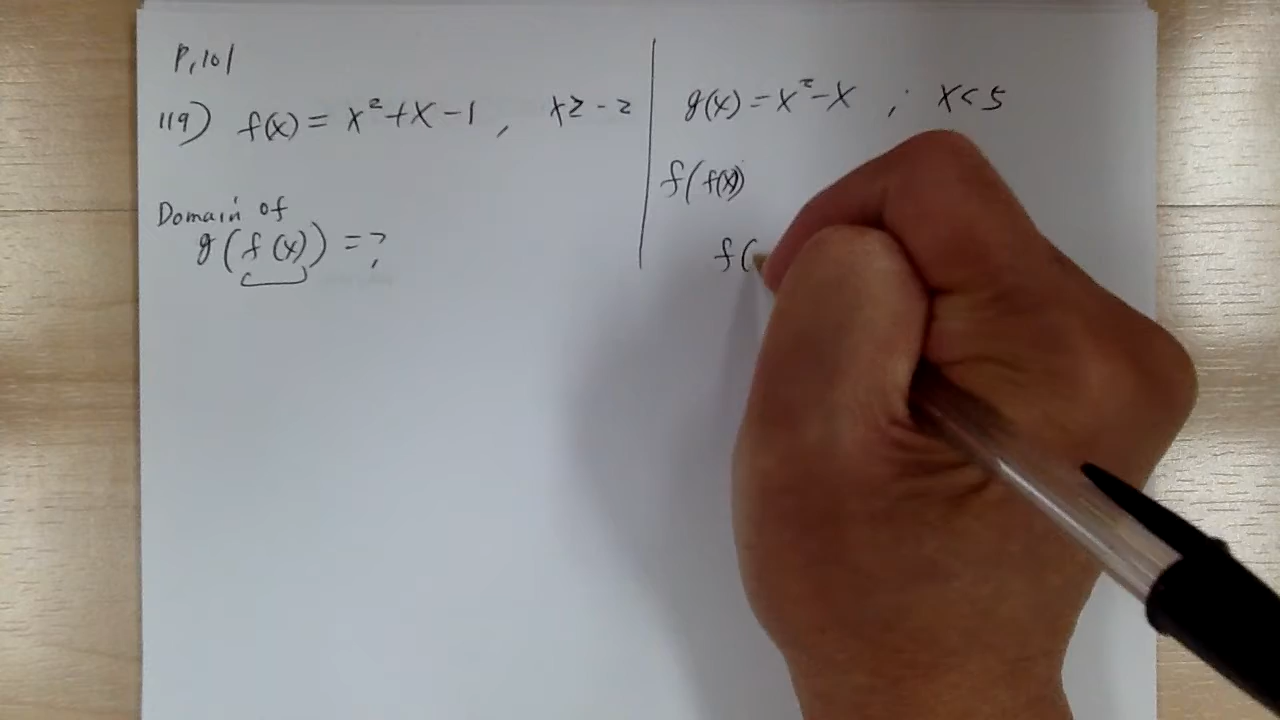 P,101
119) f(x) = x²+x-1 , x≥-2
Domain of
g(f(x)) = ?
g(x) = x²-x , x<5
f(f(x))
f(